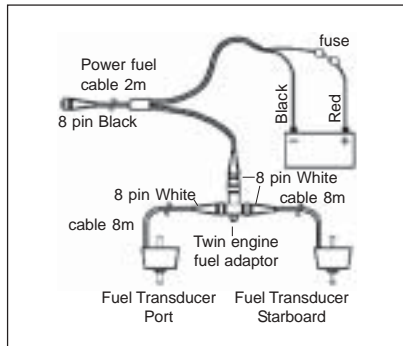 fuse
Power fuel
cable 2m
8 pin Black
Black
Red
8 pin White
8 pin White
cable 8m
cable 8m
Twin engine
fuel adaptor
Fuel Transducer
Port
Fuel Transducer
Starboard